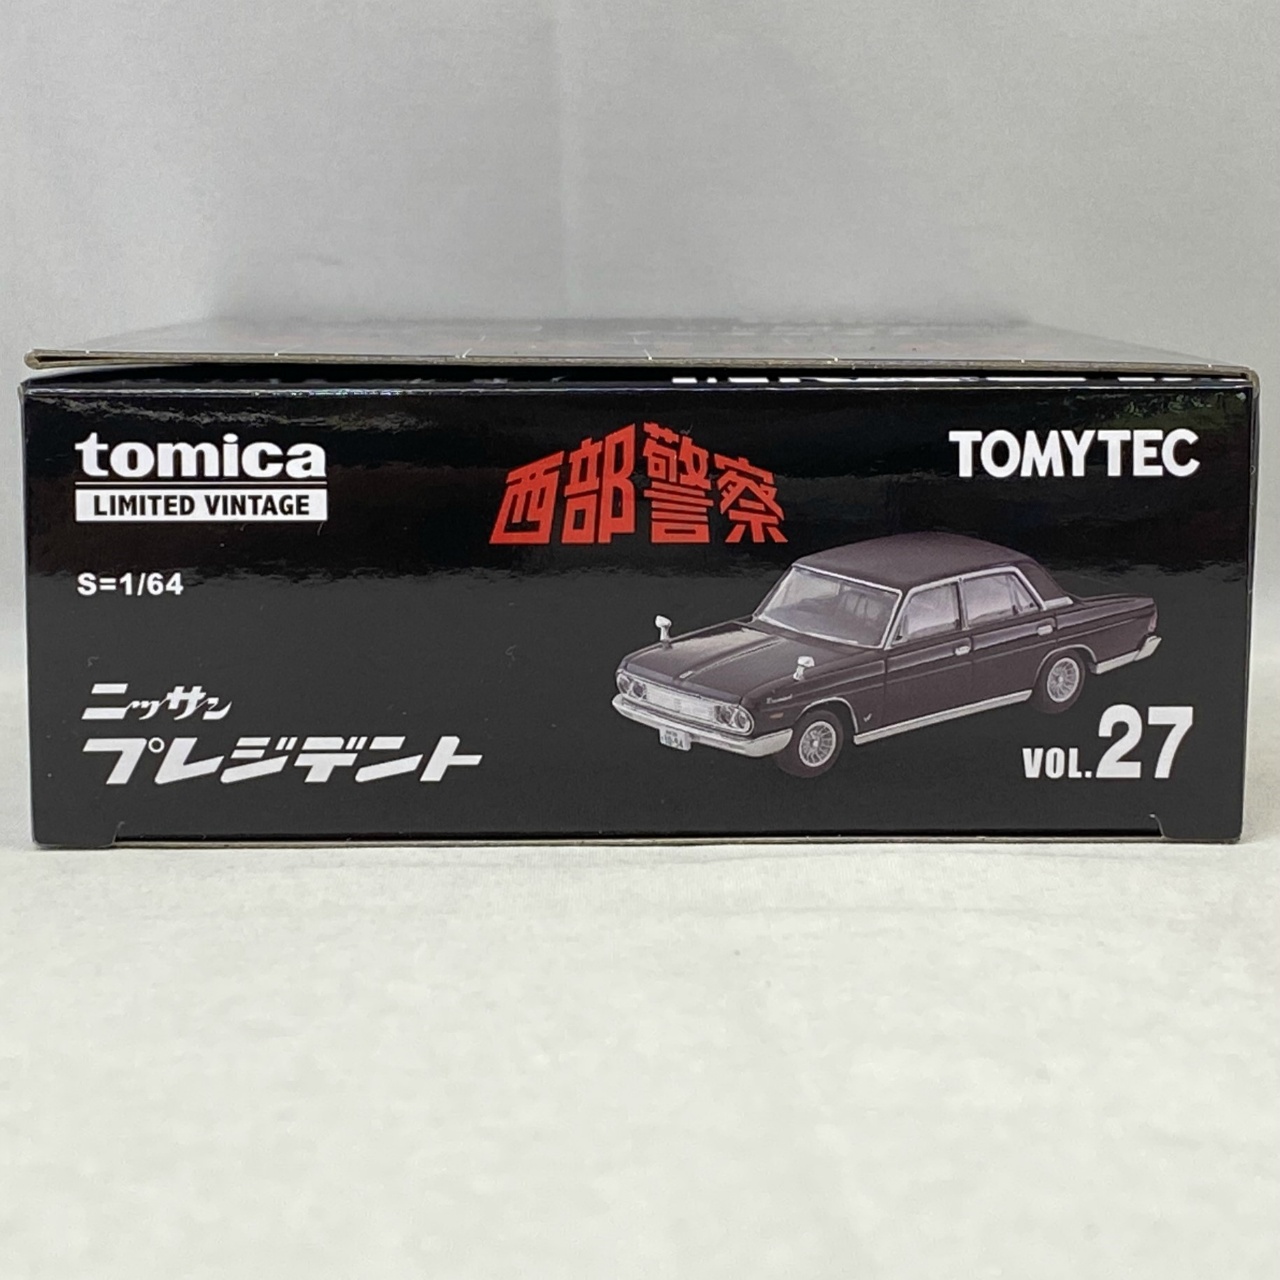 tomica
LIMITED VINTAGE
西部警察
TOMYTEC
S=1/64
ニッサン
プレジデント
VOL.27